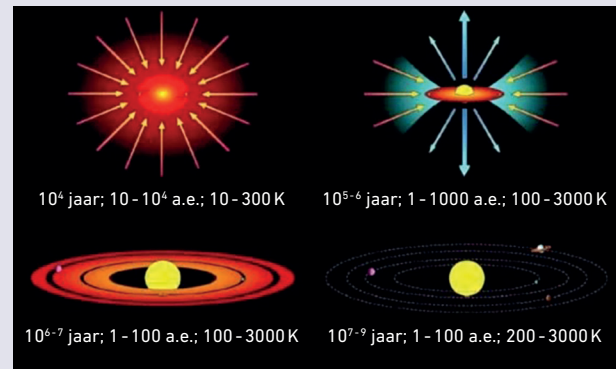 10⁴ jaar; 10 - 10⁴ a.e.; 10 - 300 K
10⁵⁻⁶ jaar; 1 - 1000 a.e.; 100 - 3000 K
10⁶⁻⁷ jaar; 1 - 100 a.e.; 100 - 3000 K
10⁷⁻⁹ jaar; 1 - 100 a.e.; 200 - 3000 K